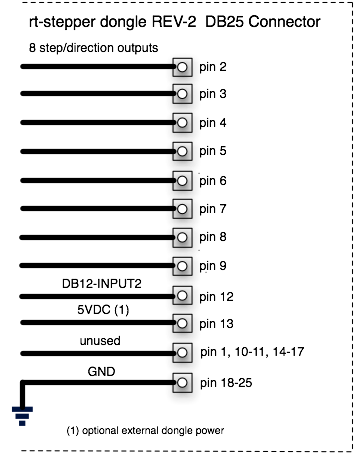 rt-stepper dongle REV-2 DB25 Connector
8 step/direction outputs
pin 2
pin 3
pin 4
pin 5
pin 6
pin 7
pin 8
pin 9
DB12-INPUT2 pin 12
5VDC (1) pin 13
unused pin 1, 10-11, 14-17
GND pin 18-25
(1) optional external dongle power